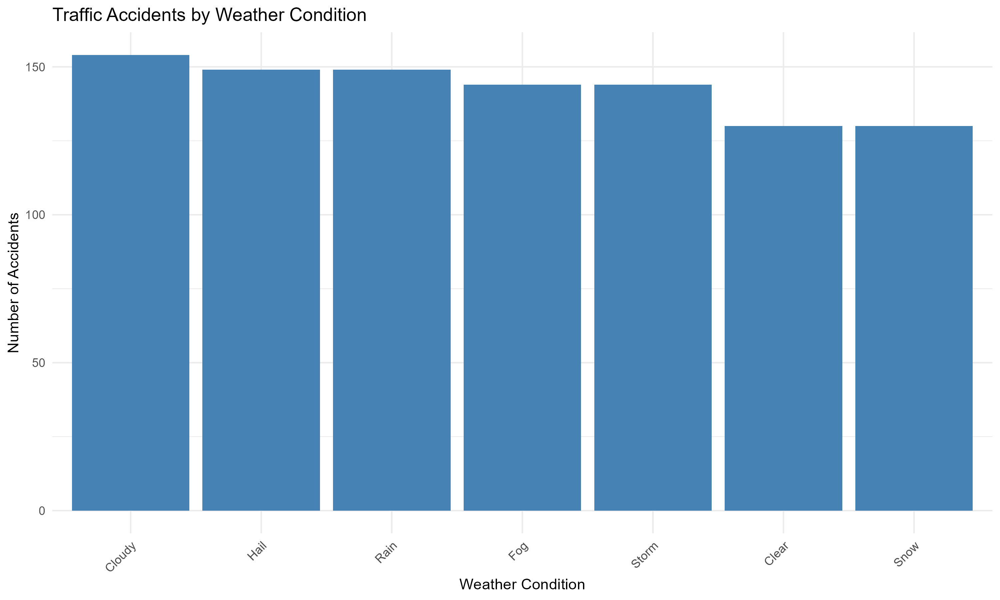 Traffic Accidents by Weather Condition
Number of Accidents
150
100
50
0
Cloudy
Hail
Rain
Fog
Storm
Clear
Snow
Weather Condition